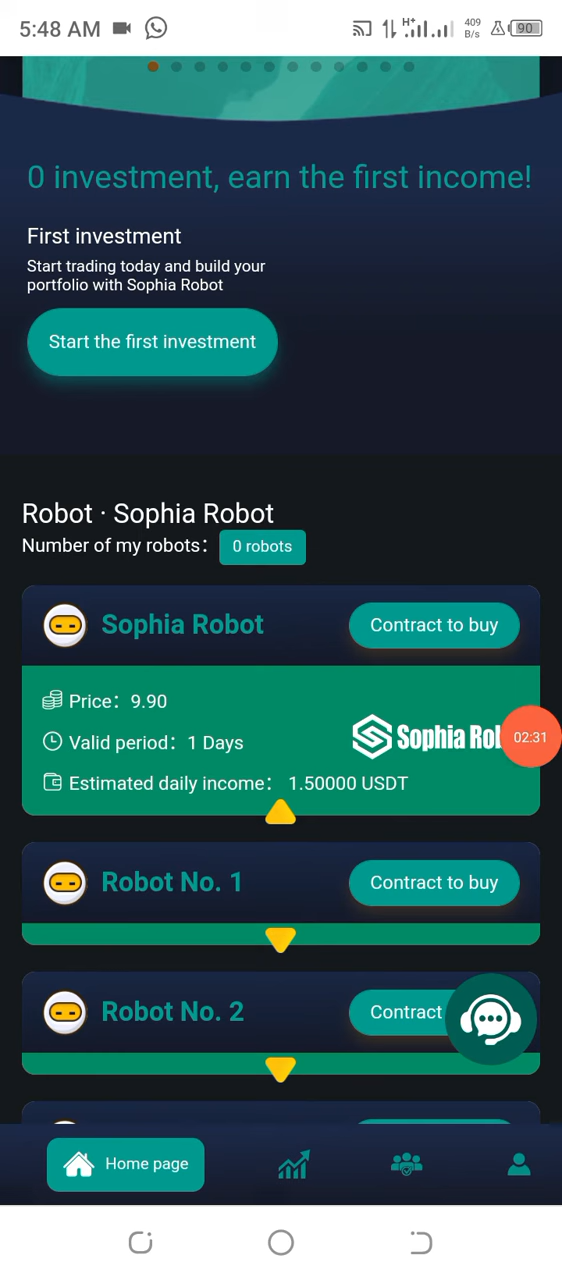 5:48 AM
H+
409
B/s
90
0 investment, earn the first income!
First investment
Start trading today and build your
portfolio with Sophia Robot
Start the first investment
Robot · Sophia Robot
Number of my robots： 0 robots
Sophia Robot Contract to buy
Price： 9.90
Sophia Rob
02:31
Valid period： 1 Days
Estimated daily income： 1.50000 USDT
Robot No. 1 Contract to buy
Robot No. 2 Contract
Home page